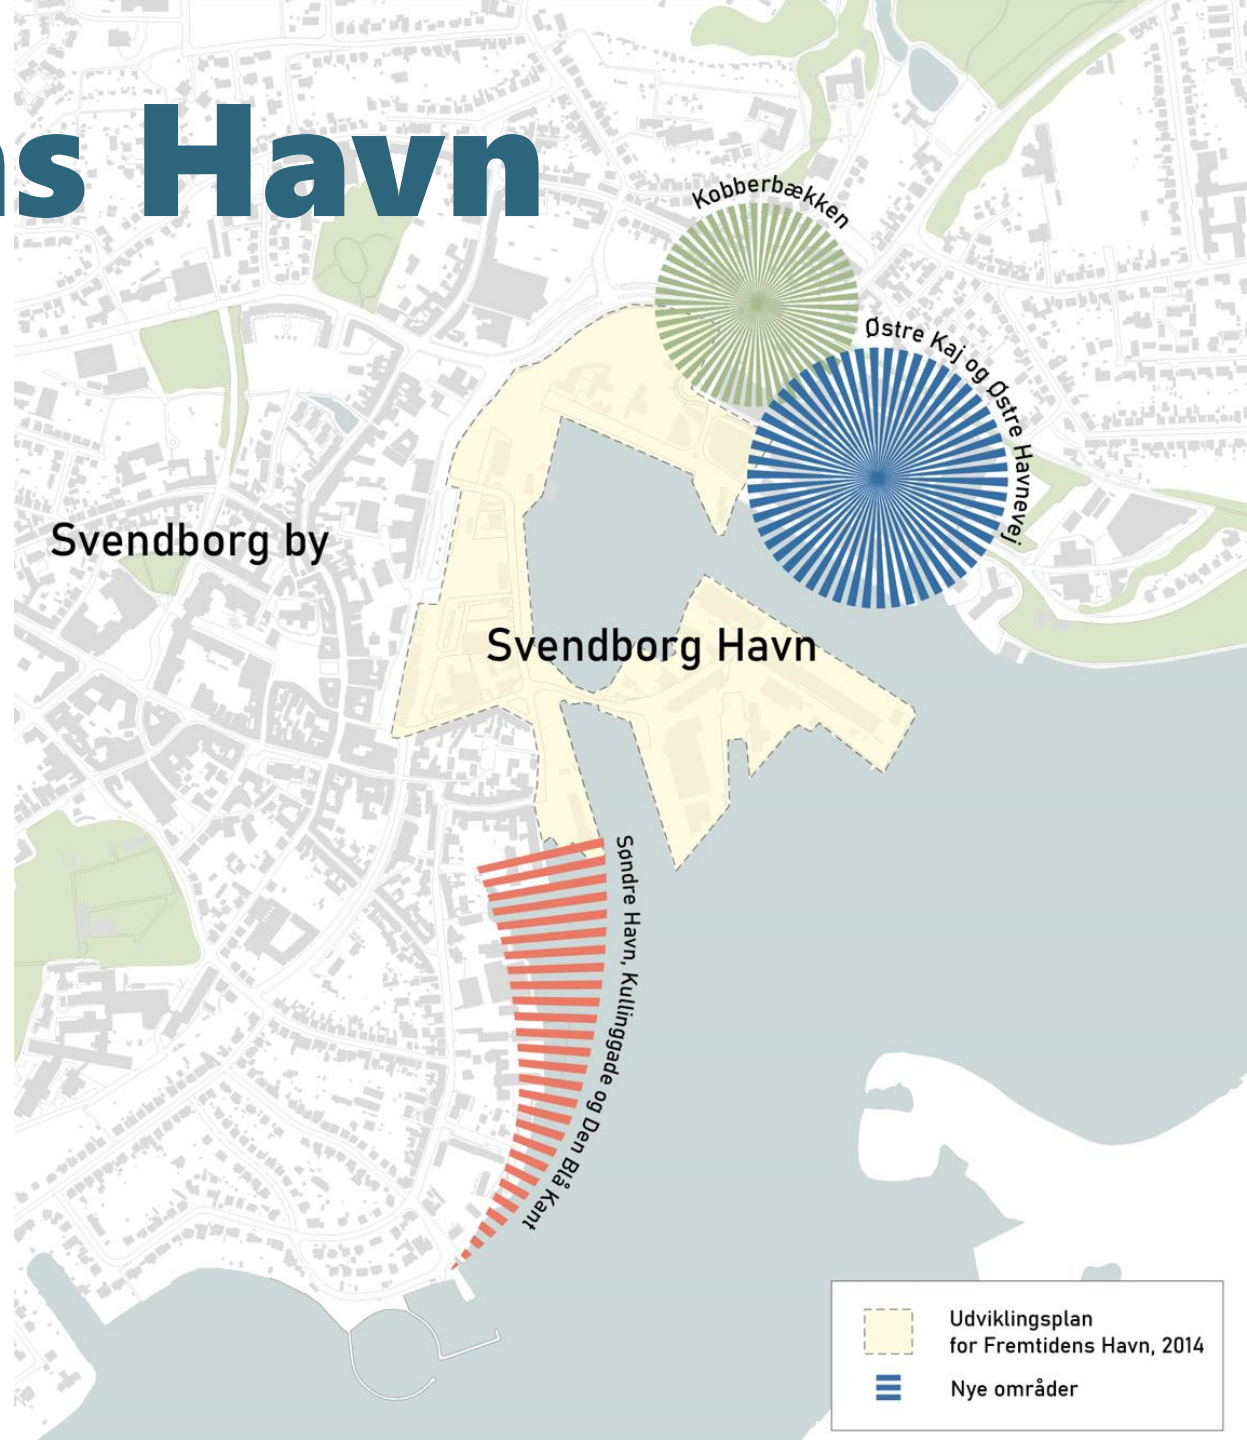 ns Havn
Kobberbækken
Østre Kaj og Østre Havnevej
Svendborg by
Svendborg Havn
Søndre Havn, Kullinggade og Den Blå Kant
Udviklingsplan
for Fremtidens Havn, 2014
Nye områder